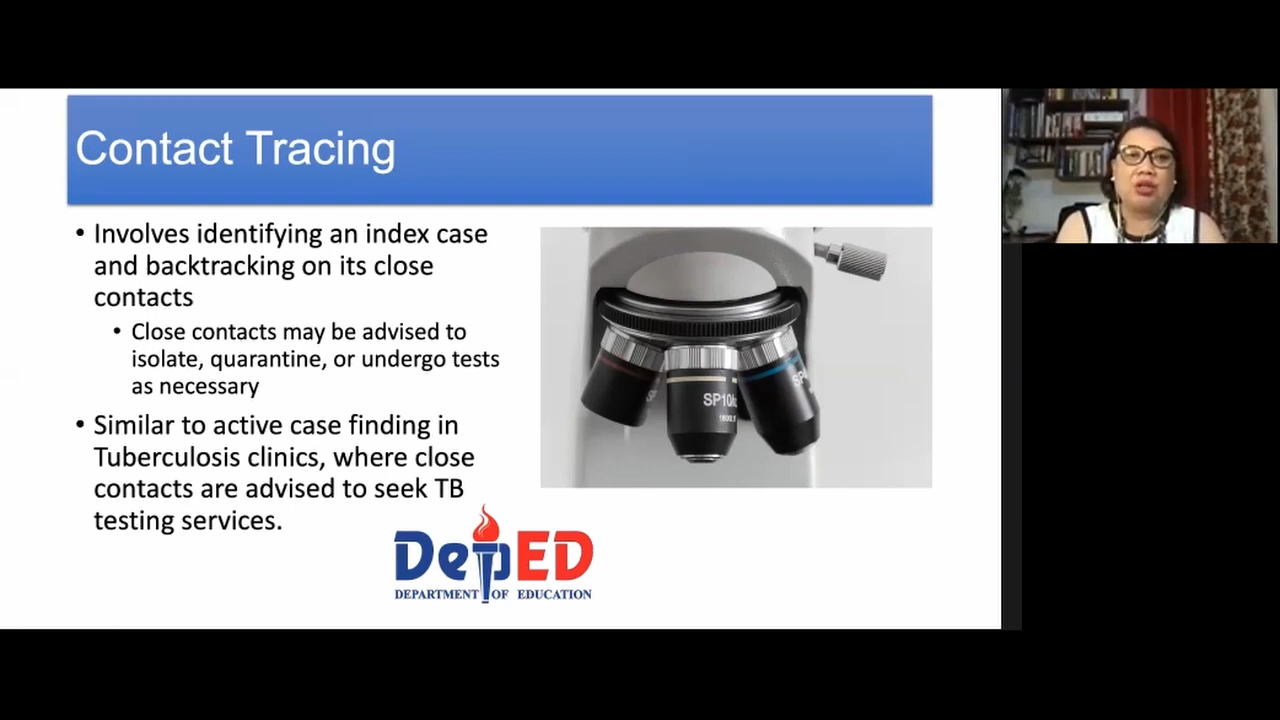 Contact Tracing
• Involves identifying an index case
and backtracking on its close
contacts
• Close contacts may be advised to
isolate, quarantine, or undergo tests
as necessary
• Similar to active case finding in
Tuberculosis clinics, where close
contacts are advised to seek TB
testing services.
SP10/
DepED
DEPARTMENT OF EDUCATION